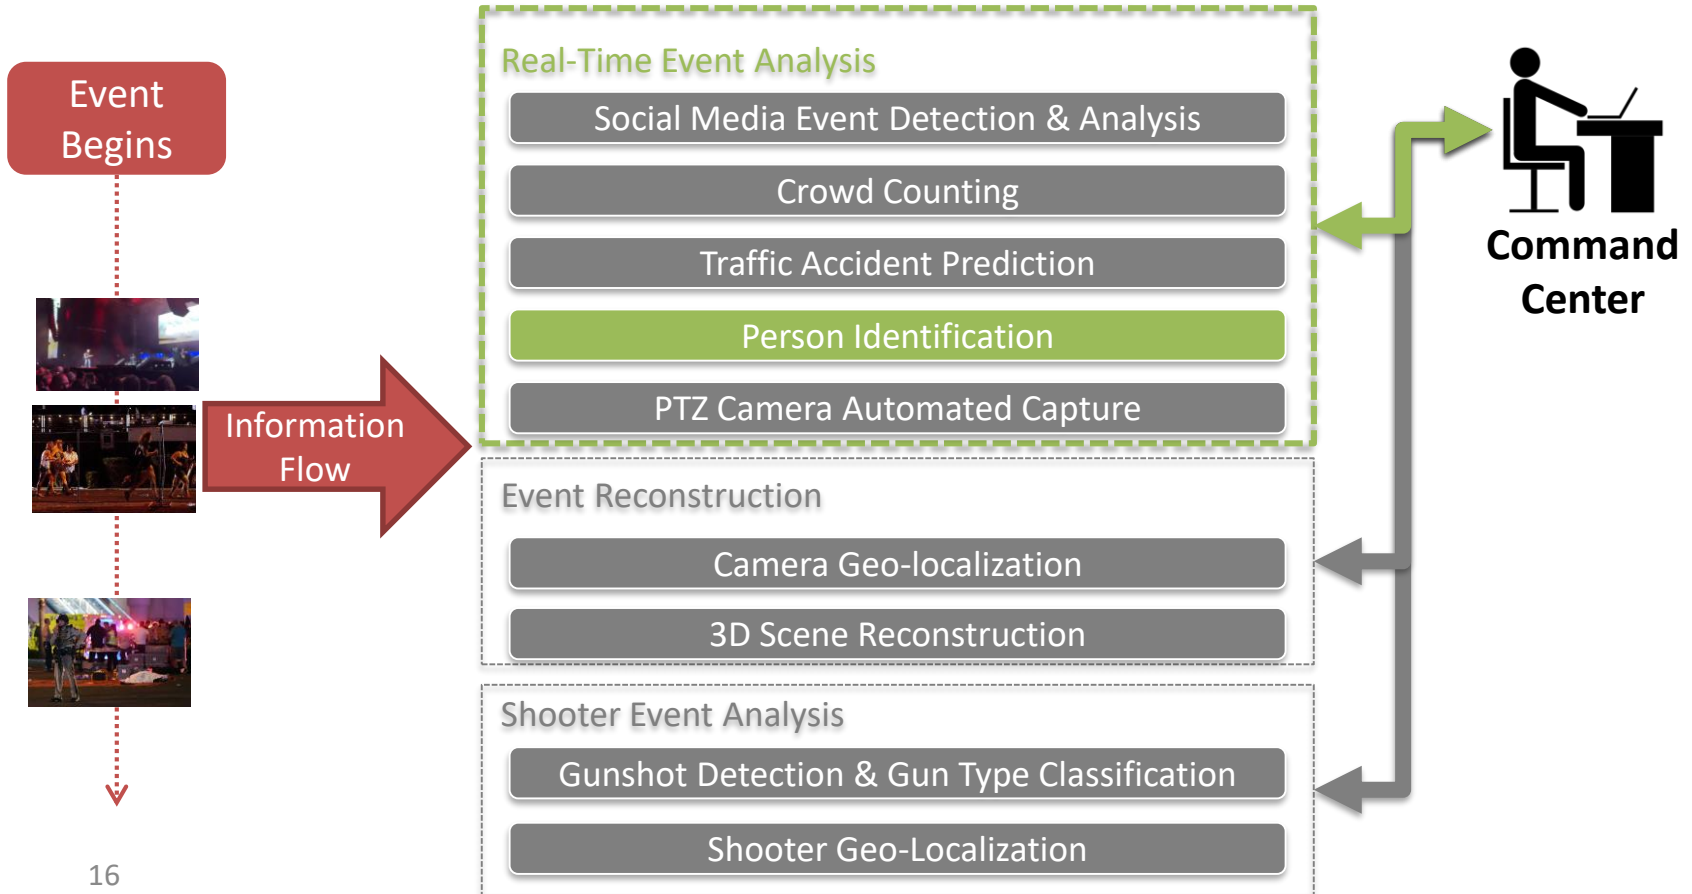 Event
Begins
Information
Flow
Real-Time Event Analysis
Social Media Event Detection & Analysis
Crowd Counting
Traffic Accident Prediction
Person Identification
PTZ Camera Automated Capture
Event Reconstruction
Camera Geo-localization
3D Scene Reconstruction
Shooter Event Analysis
Gunshot Detection & Gun Type Classification
Shooter Geo-Localization
Command
Center
16